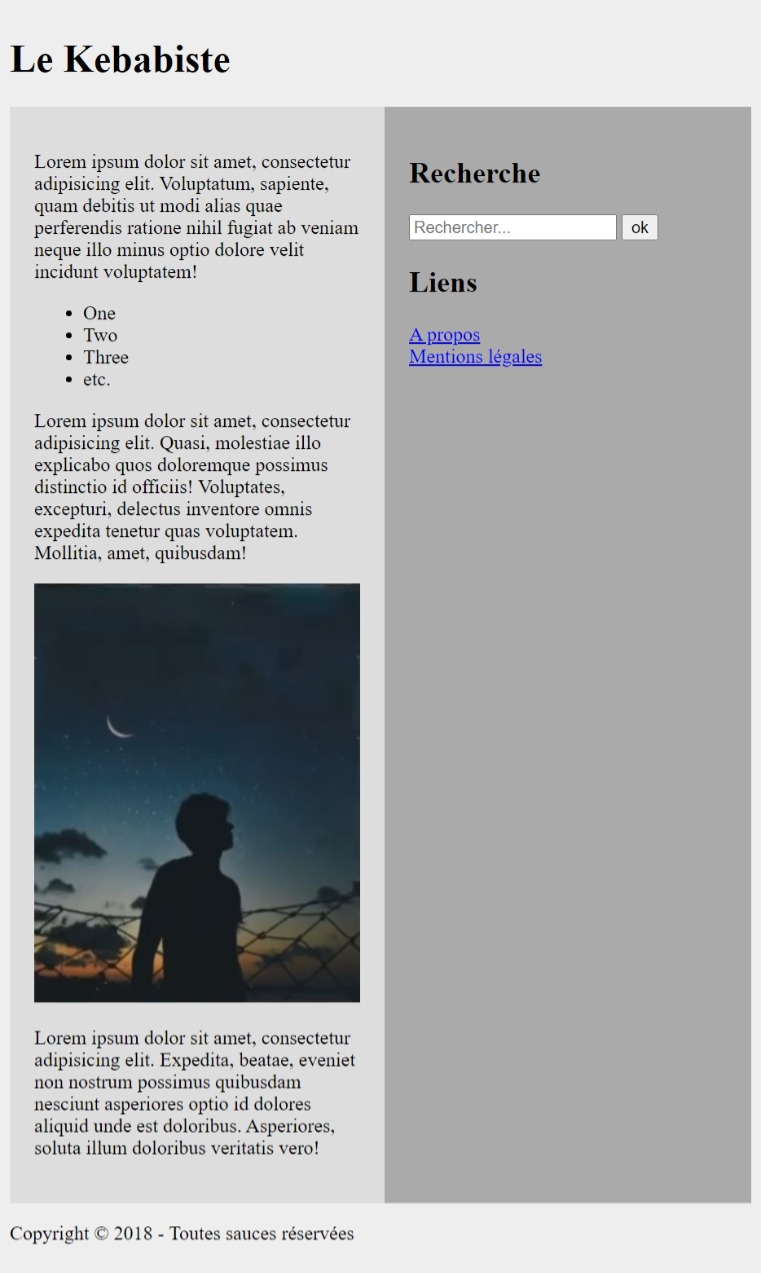 Le Kebabiste
Lorem ipsum dolor sit amet, consectetur
adipisicing elit. Voluptatum, sapiente,
quam debitis ut modi alias quae
perferendis ratione nihil fugiat ab veniam
neque illo minus optio dolore velit
incidunt voluptatem!
• One
• Two
• Three
• etc.
Lorem ipsum dolor sit amet, consectetur
adipisicing elit. Quasi, molestiae illo
explicabo quos doloremque possimus
distinctio id officiis! Voluptates,
excepturi, delectus inventore omnis
expedita tenetur quas voluptatem.
Mollitia, amet, quibusdam!
Lorem ipsum dolor sit amet, consectetur
adipisicing elit. Expedita, beatae, eveniet
non nostrum possimus quibusdam
nesciunt asperiores optio id dolores
aliquid unde est doloribus. Asperiores,
soluta illum doloribus veritatis vero!
Recherche
Rechercher... ok
Liens
A propos
Mentions légales
Copyright © 2018 - Toutes sauces réservées